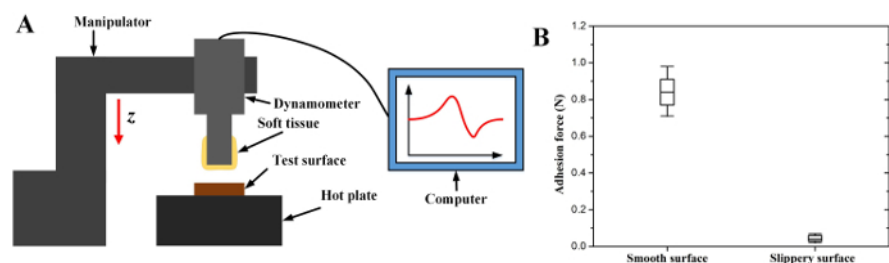 A
Manipulator
z
Dynamometer
Soft tissue
Test surface
Hot plate
Computer
B
Adhesion force (N)
1.2
1.0
0.8
0.6
0.4
0.2
0.0
Smooth surface
Slippery surface